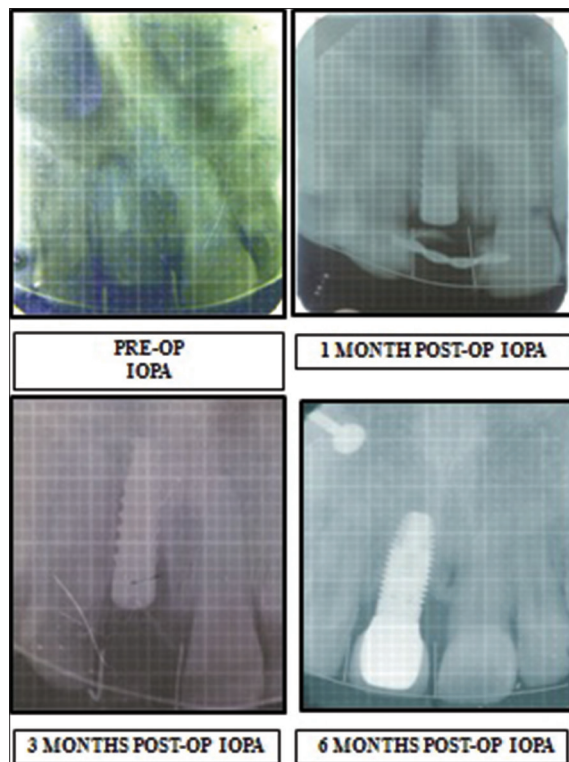 PRE-OP
IOPA
1 MONTH POST-OP IOPA
3 MONTHS POST-OP IOPA
6 MONTHS POST-OP IOPA